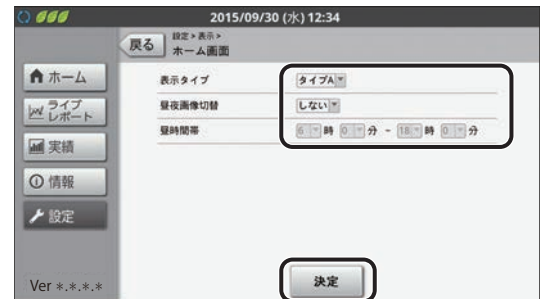 2015/09/30 (水) 12:34
戻る
設定 > 表示 >
ホーム画面
ホーム
ライブ
レポート
実績
情報
設定
Ver *.*.*.*
表示タイプ タイプA
昼夜画像切替 しない
昼時間帯 6 時 0 分 - 18 時 0 分
決定